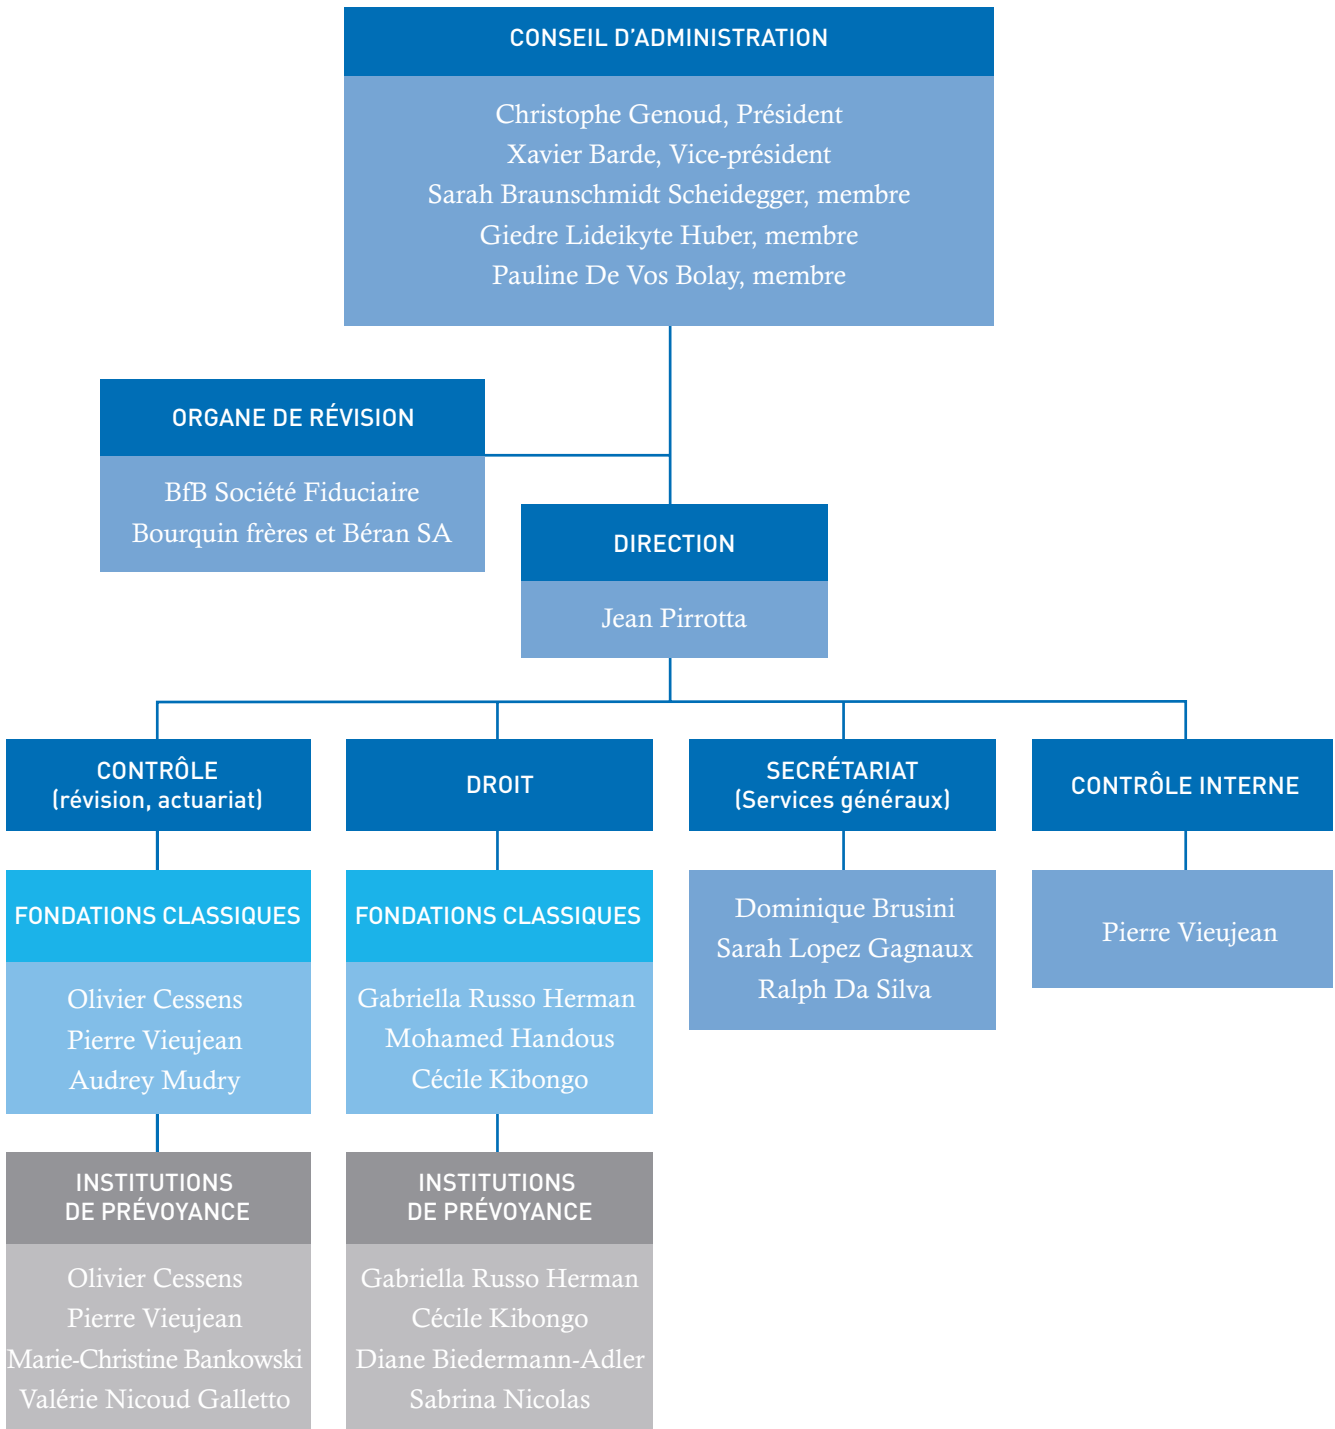 CONSEIL D'ADMINISTRATION
Christophe Genoud, Président
Xavier Barde, Vice-président
Sarah Braunschmidt Scheidegger, membre
Giedre Lideikyte Huber, membre
Pauline De Vos Bolay, membre
ORGANE DE RÉVISION
BfB Société Fiduciaire
Bourquin frères et Béran SA
DIRECTION
Jean Pirrotta
CONTRÔLE
(révision, actuariat)
FONDATIONS CLASSIQUES
Olivier Cessens
Pierre Vieujean
Audrey Mudry
INSTITUTIONS
DE PRÉVOYANCE
Olivier Cessens
Pierre Vieujean
Marie-Christine Bankowski
Valérie Nicoud Galletto
DROIT
FONDATIONS CLASSIQUES
Gabriella Russo Herman
Mohamed Handous
Cécile Kibongo
INSTITUTIONS
DE PRÉVOYANCE
Gabriella Russo Herman
Cécile Kibongo
Diane Biedermann-Adler
Sabrina Nicolas
SECRÉTARIAT
(Services généraux)
Dominique Brusini
Sarah Lopez Gagnaux
Ralph Da Silva
CONTRÔLE INTERNE
Pierre Vieujean